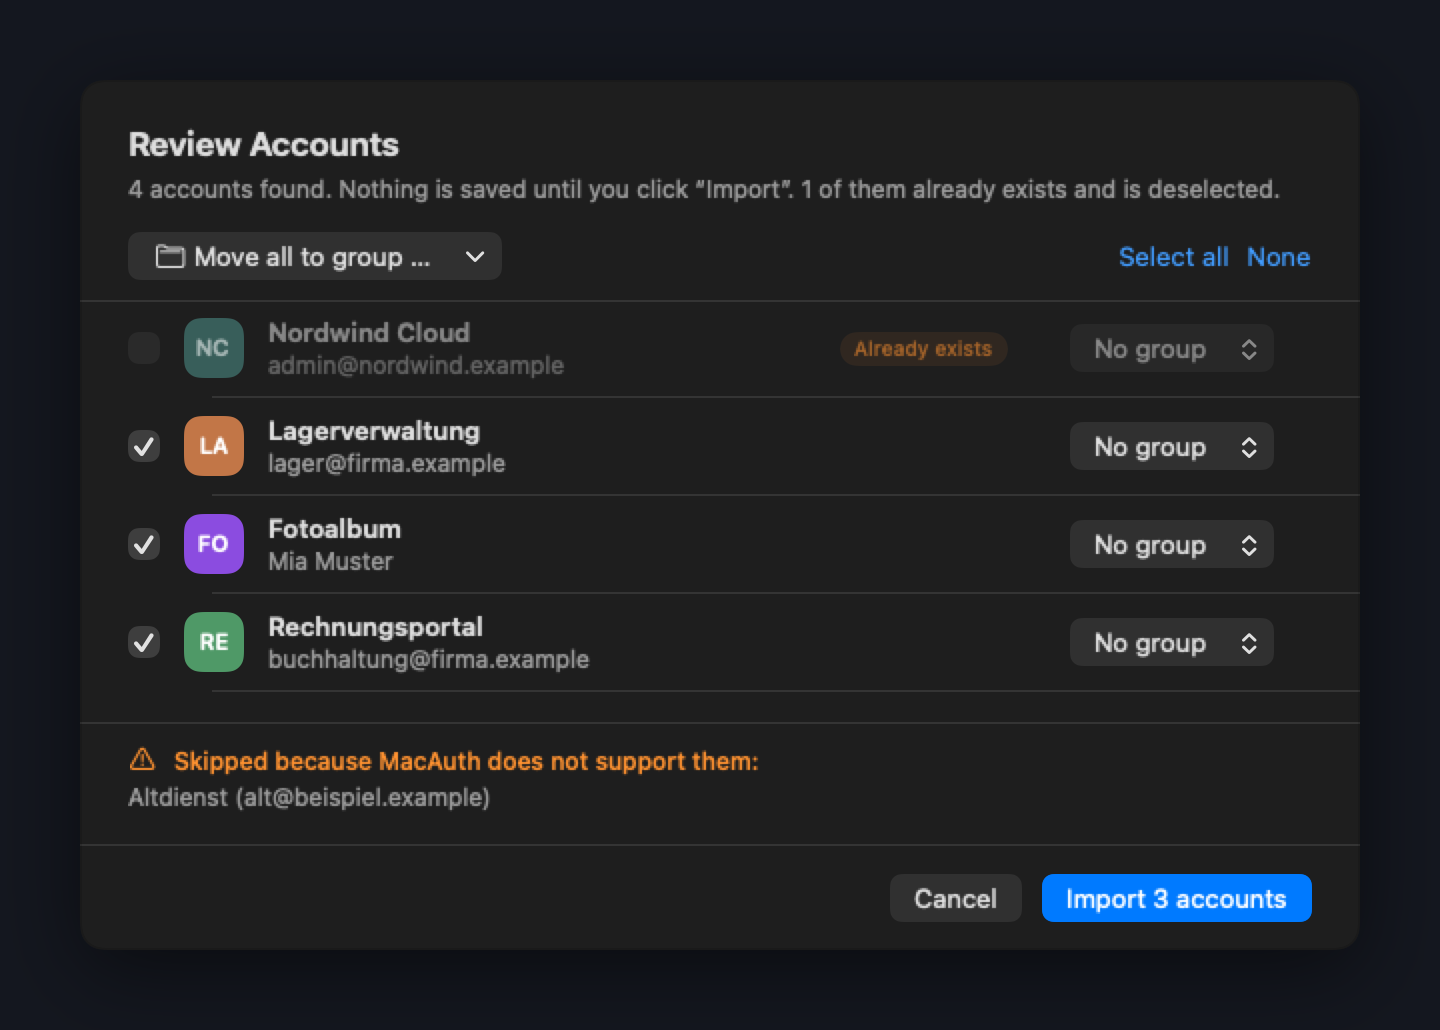 Review Accounts
4 accounts found. Nothing is saved until you click “Import”. 1 of them already exists and is deselected.
Move all to group ...
Select all None
NC
Nordwind Cloud
admin@nordwind.example
Already exists
No group
LA
Lagerverwaltung
lager@firma.example
No group
FO
Fotoalbum
Mia Muster
No group
RE
Rechnungsportal
buchhaltung@firma.example
No group
Skipped because MacAuth does not support them:
Altdienst (alt@beispiel.example)
Cancel
Import 3 accounts